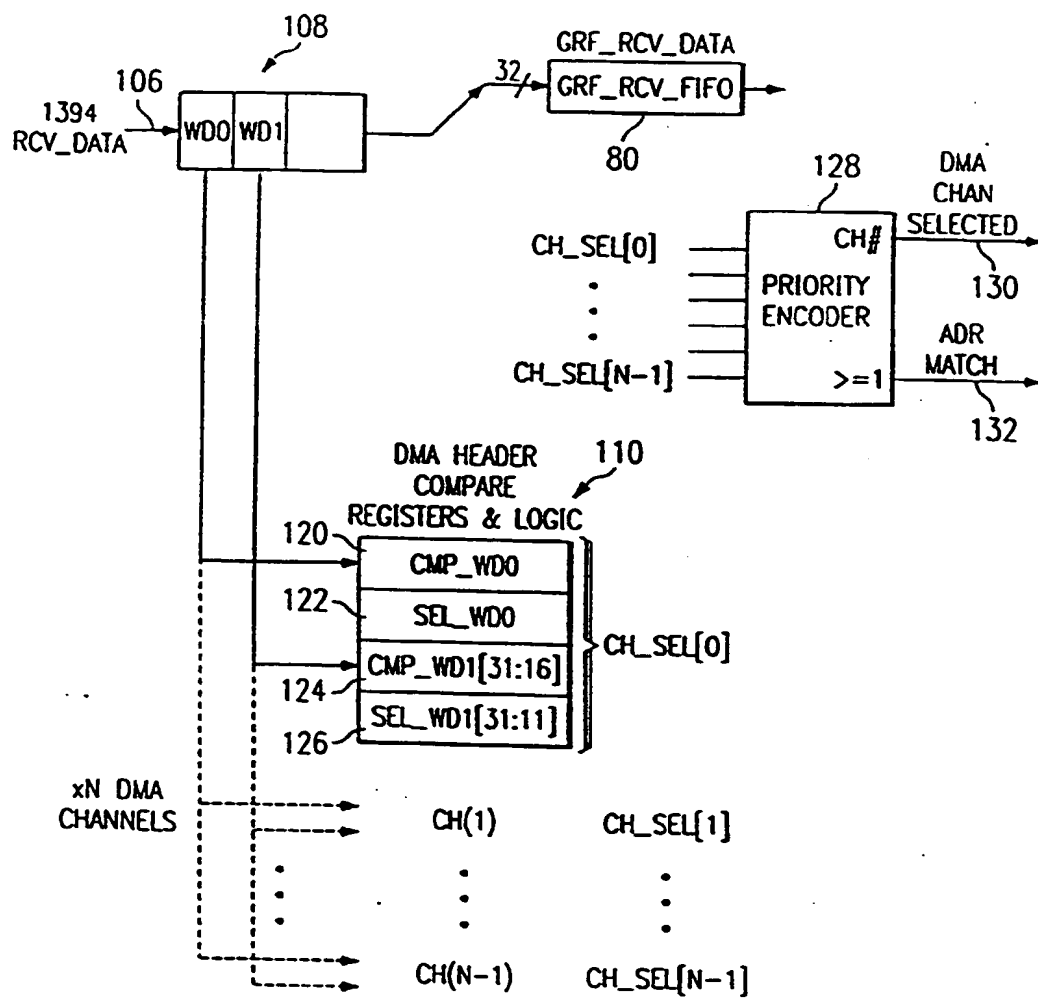 108
106
1394
RCV_DATA
WD0
WD1
32
GRF_RCV_DATA
GRF_RCV_FIFO
80
128
DMA
CHAN
SELECTED
CH#
130
PRIORITY
ENCODER
ADR
MATCH
>=1
132
CH_SEL[0]
CH_SEL[N-1]
DMA HEADER
COMPARE
REGISTERS & LOGIC
110
120
CMP_WD0
122
SEL_WD0
CH_SEL[0]
CMP_WD1[31:16]
124
SEL_WD1[31:11]
126
xN DMA
CHANNELS
CH(1)
CH_SEL[1]
CH(N-1)
CH_SEL[N-1]